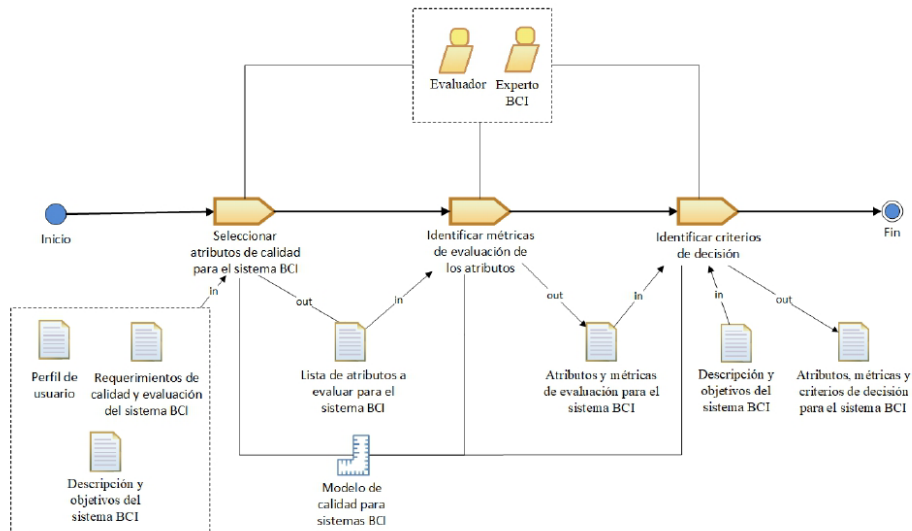 Evaluador
Experto
BCI
Inicio
Seleccionar
atributos de calidad
para el sistema BCI
Identificar métricas
de evaluación de
los atributos
Identificar criterios
de decisión
Fin
in
out
in
out
in
in
out
Perfil de
usuario
Requerimientos de
calidad y evaluación
del sistema BCI
Descripción y
objetivos del
sistema BCI
Lista de atributos a
evaluar para el
sistema BCI
Atributos y métricas
de evaluación para el
sistema BCI
Descripción y
objetivos del
sistema BCI
Atributos, métricas y
criterios de decisión
para el sistema BCI
Modelo de
calidad para
sistemas BCI